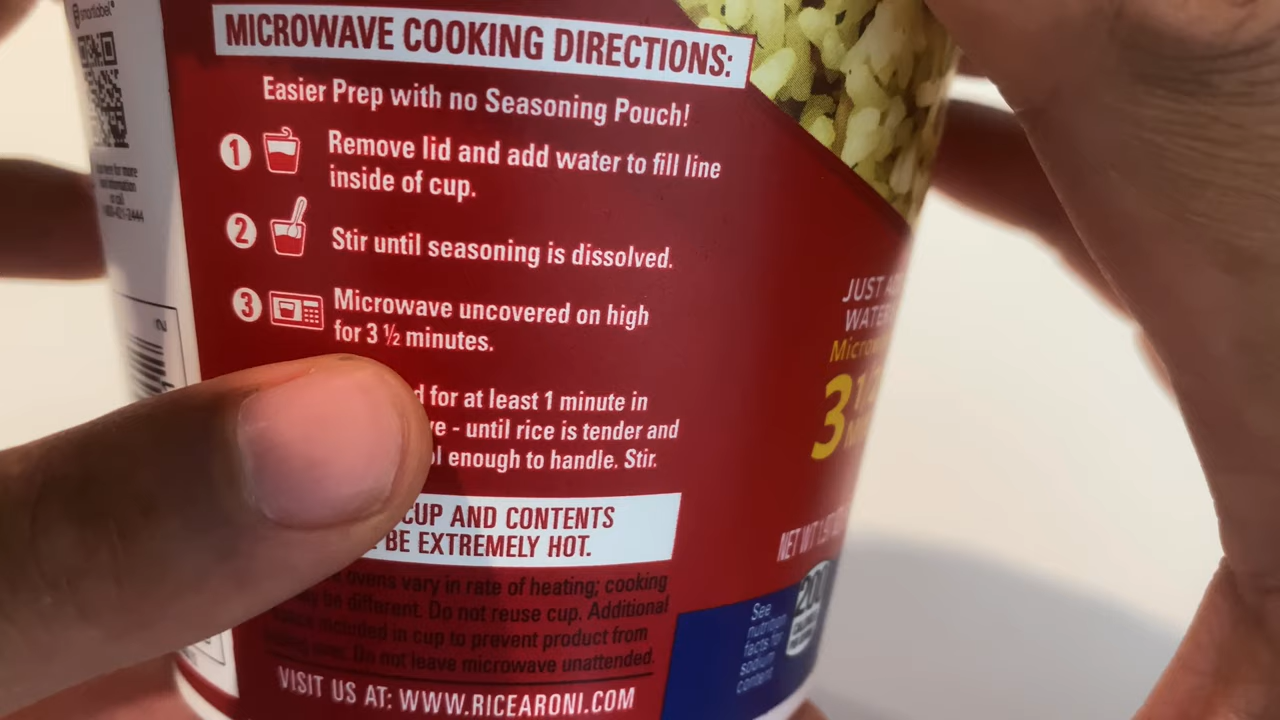 smartlabel
MICROWAVE COOKING DIRECTIONS:
Easier Prep with no Seasoning Pouch!
1 Remove lid and add water to fill line
inside of cup.
2 Stir until seasoning is dissolved.
3 Microwave uncovered on high
for 3 ½ minutes.
for at least 1 minute in
- until rice is tender and
enough to handle. Stir.
CUP AND CONTENTS
BE EXTREMELY HOT.
ovens vary in rate of heating; cooking
be different. Do not reuse cup. Additional
included in cup to prevent product from
Do not leave microwave unattended.
VISIT US AT: WWW.RICEARONI.COM
JUST
WATER
3
NET WT
200
See
nutrition
facts for
sodium
content